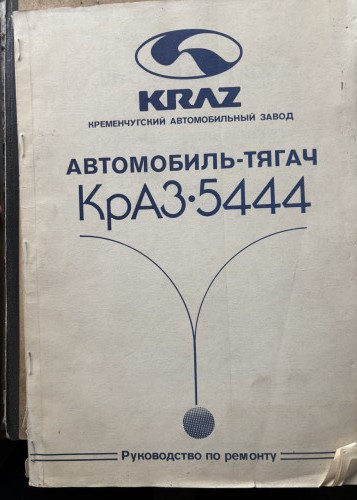 KRAZ
КРЕМЕНЧУГСКИЙ АВТОМОБИЛЬНЫЙ ЗАВОД
АВТОМОБИЛЬ-ТЯГАЧ
КрАЗ·5444
Руководство по ремонту